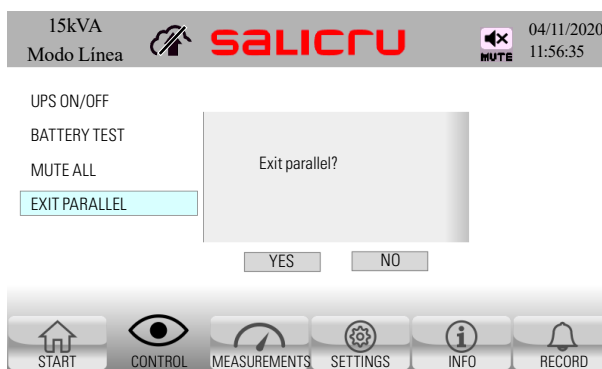 15kVA
Modo Línea
salicru
MUTE
04/11/2020
11:56:35
UPS ON/OFF
BATTERY TEST
MUTE ALL
EXIT PARALLEL
Exit parallel?
YES
NO
START
CONTROL
MEASUREMENTS
SETTINGS
INFO
RECORD